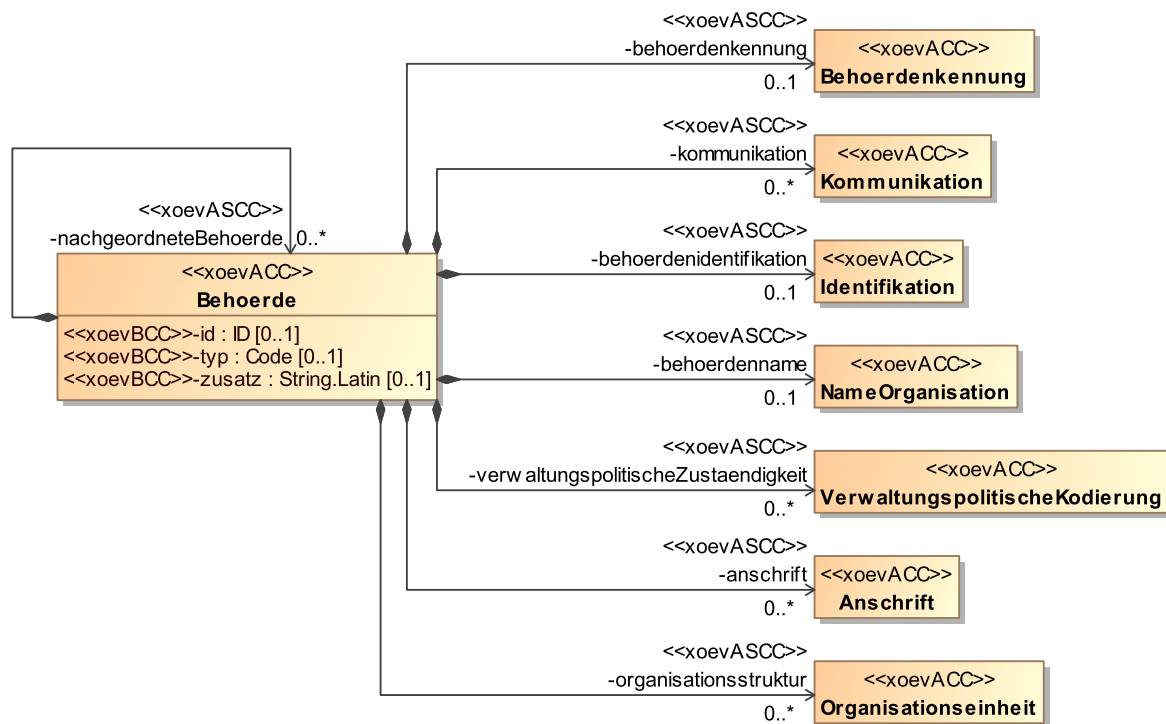 <<xoevASCC>>
-behoerdenkennung
0..1
<<xoevACC>>
Behoerdenkennung
<<xoevASCC>>
-kommunikation
0..*
<<xoevACC>>
Kommunikation
<<xoevASCC>>
-nachgeordneteBehoerde
0..*
<<xoevASCC>>
-behoerdenidentifikation
0..1
<<xoevACC>>
Identifikation
<<xoevACC>>
Behoerde
<<xoevBCC>>-id : ID [0..1]
<<xoevBCC>>-typ : Code [0..1]
<<xoevBCC>>-zusatz : String.Latin [0..1]
<<xoevASCC>>
-behoerdenname
0..1
<<xoevACC>>
NameOrganisation
<<xoevASCC>>
-verwaltungspolitischeZustaendigkeit
0..*
<<xoevACC>>
VerwaltungspolitischeKodierung
<<xoevASCC>>
-anschrift
0..*
<<xoevACC>>
Anschrift
<<xoevASCC>>
-organisationsstruktur
0..*
<<xoevACC>>
Organisationseinheit